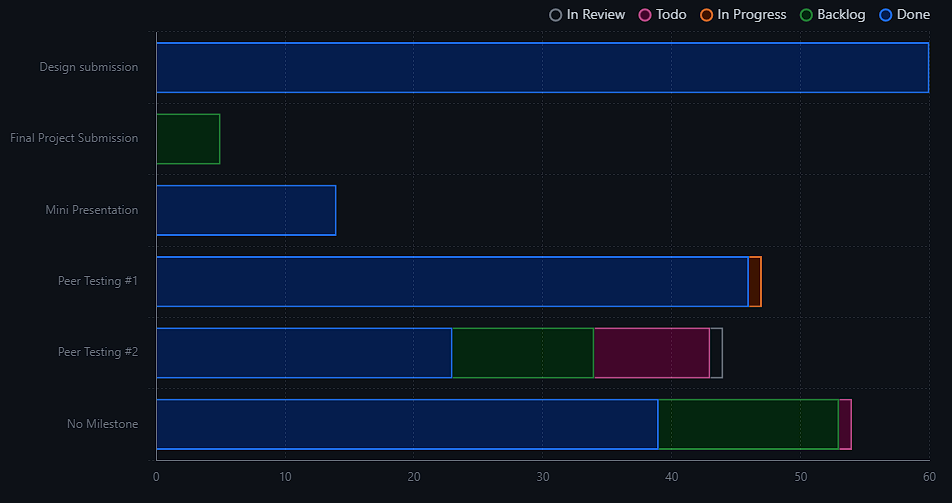 In Review Todo In Progress Backlog Done
Design submission
Final Project Submission
Mini Presentation
Peer Testing #1
Peer Testing #2
No Milestone
0 10 20 30 40 50 60